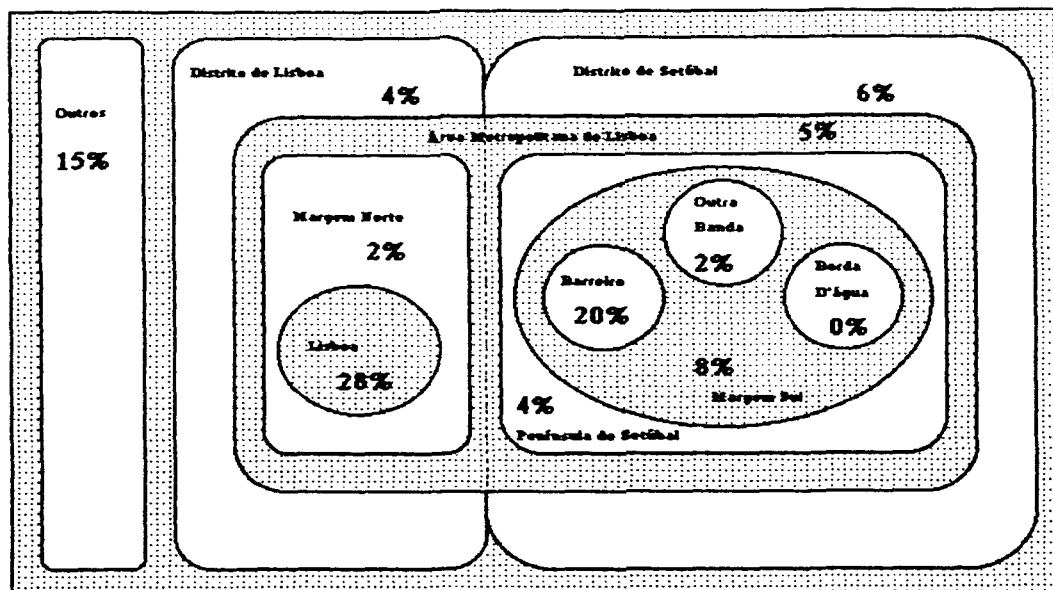 Distrito de Lisboa
4%
Distrito de Setúbal
6%
Outros
15%
Área Metropolitana de Lisboa
5%
Margem Norte
2%
Lisboa
28%
Outra
Banda
2%
Barreiro
20%
Borda
D'água
0%
8%
Margem Sul
4%
Península de Setúbal